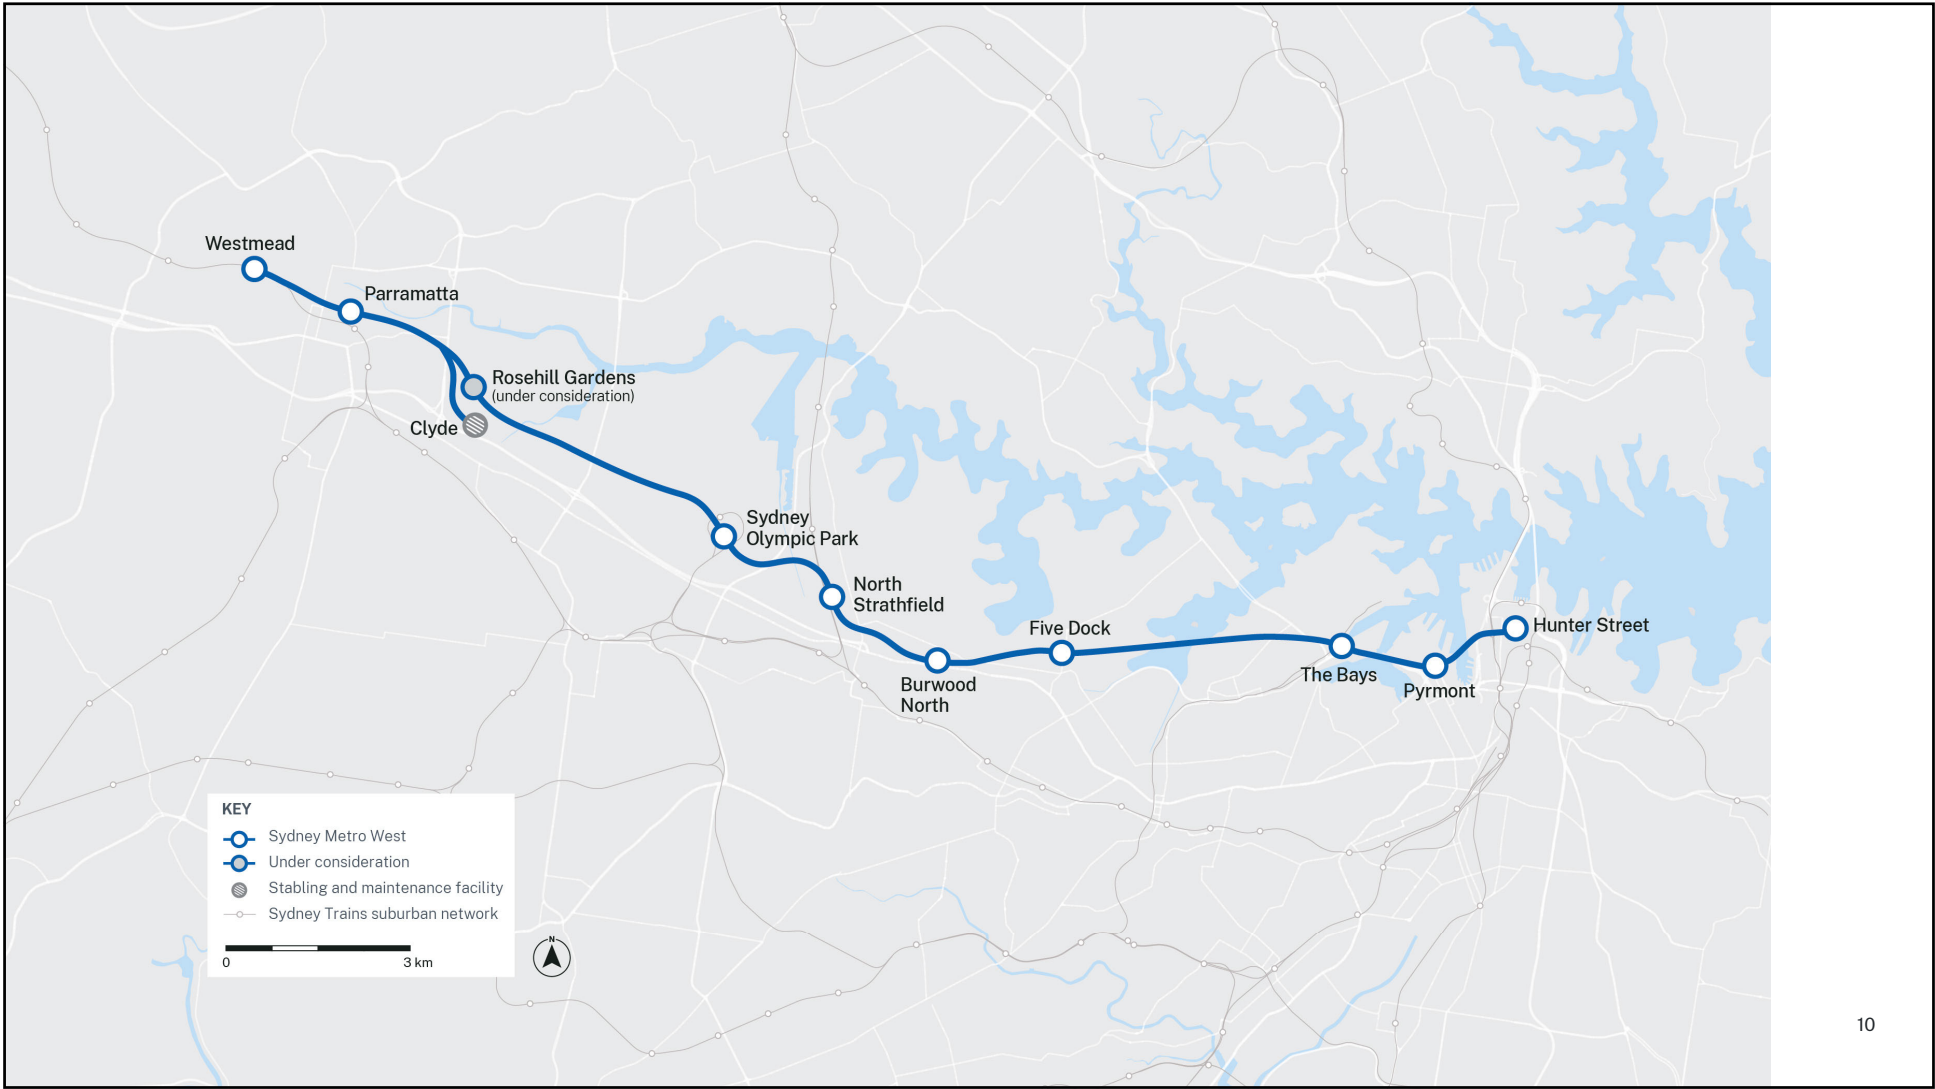 Westmead
Parramatta
Rosehill Gardens
(under consideration)
Clyde
Sydney
Olympic Park
North
Strathfield
Burwood
North
Five Dock
The Bays
Pyrmont
Hunter Street
KEY
Sydney Metro West
Under consideration
Stabling and maintenance facility
Sydney Trains suburban network
0 3 km
N
10